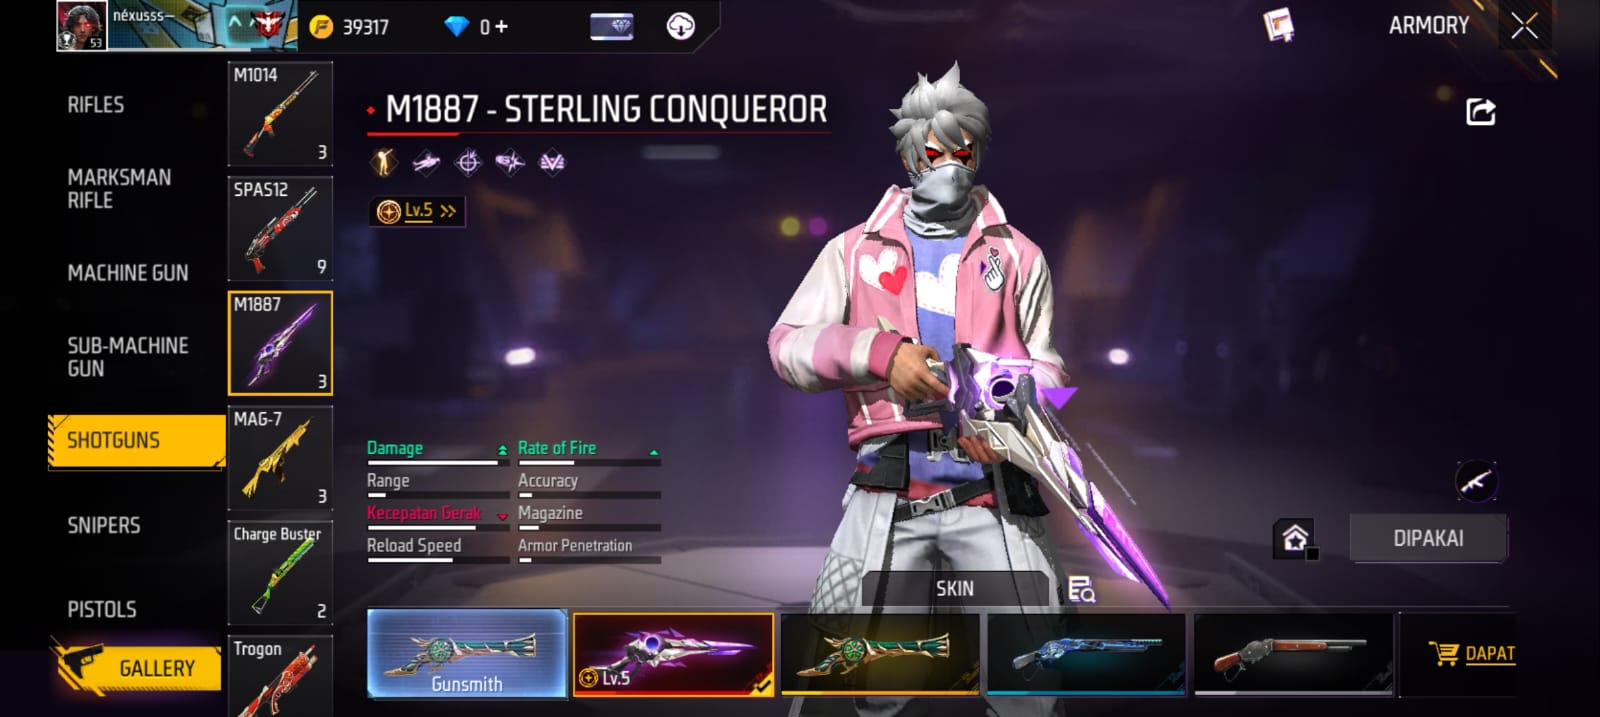 néxusss—
53
39317
0 +
ARMORY
RIFLES
MARKSMAN
RIFLE
MACHINE GUN
SUB-MACHINE
GUN
SHOTGUNS
SNIPERS
PISTOLS
GALLERY
M1014
3
SPAS12
9
M1887
3
MAG-7
3
Charge Buster
2
Trogon
M1887 - STERLING CONQUEROR
Lv.5 >>
Damage
Rate of Fire
Range
Accuracy
Kecepatan Gerak
Magazine
Reload Speed
Armor Penetration
DIPAKAI
SKIN
Gunsmith
Lv.5
DAPAT